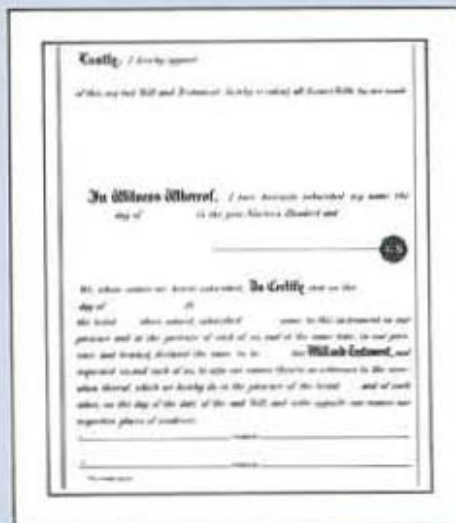 Lastly, I hereby appoint
of this my last Will and Testament, hereby revoking all former Wills by me made
In Witness Whereof, I have hereunto subscribed my name the
day of in the year Nineteen Hundred and
L.S.
We, whose names are hereto subscribed, Do Certify that on the
day of 19
the testat above named, subscribed name to this instrument in our
presence and in the presence of each of us, and at the same time, in our pres-
ence and hearing, declared the same to be last Will and Testament, and
requested us and each of us, to sign our names thereto as witnesses to the exe-
cution thereof, which we hereby do in the presence of the testat and of each
other, on the day of the date of the said Will, and write opposite our names our
respective places of residence.